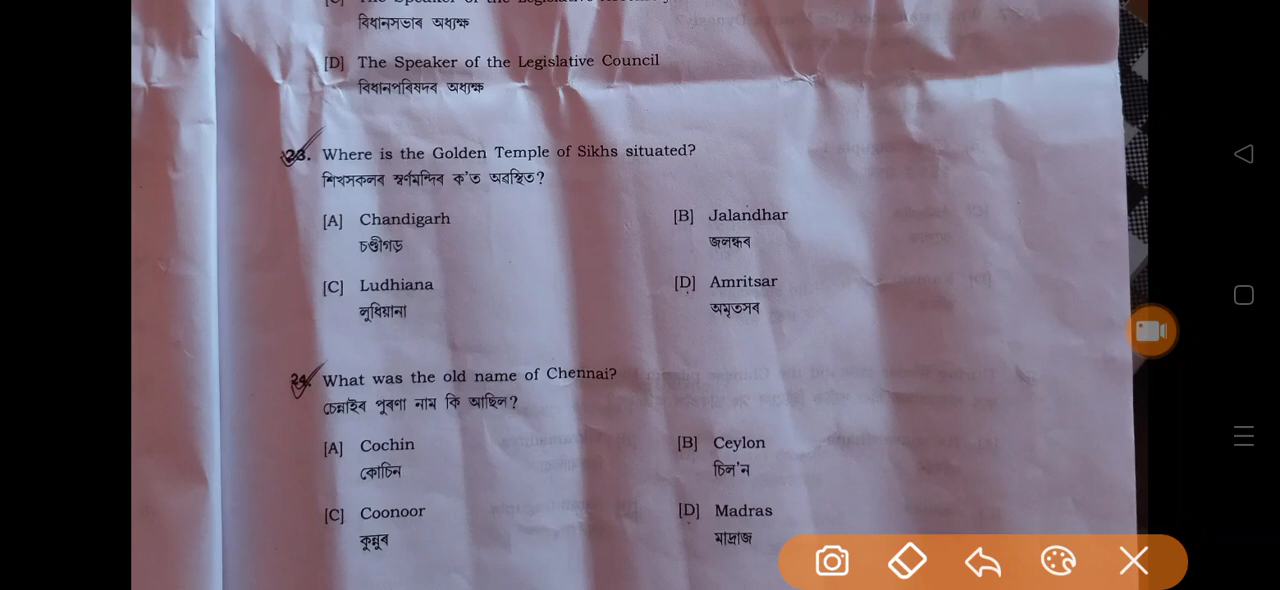 বিধানসভাৰ অধ্যক্ষ
[D] The Speaker of the Legislative Council
বিধানপৰিষদৰ অধ্যক্ষ
23. Where is the Golden Temple of Sikhs situated?
শিখসকলৰ স্বৰ্ণমন্দিৰ ক'ত অৱস্থিত?
[A] Chandigarh
চণ্ডীগড়
[B] Jalandhar
জলন্ধৰ
[C] Ludhiana
লুধিয়ানা
[D] Amritsar
অমৃতসৰ
24. What was the old name of Chennai?
চেন্নাইৰ পুৰণা নাম কি আছিল?
[A] Cochin
কোচিন
[B] Ceylon
চিল'ন
[C] Coonoor
কুন্নুৰ
[D] Madras
মাদ্ৰাজ